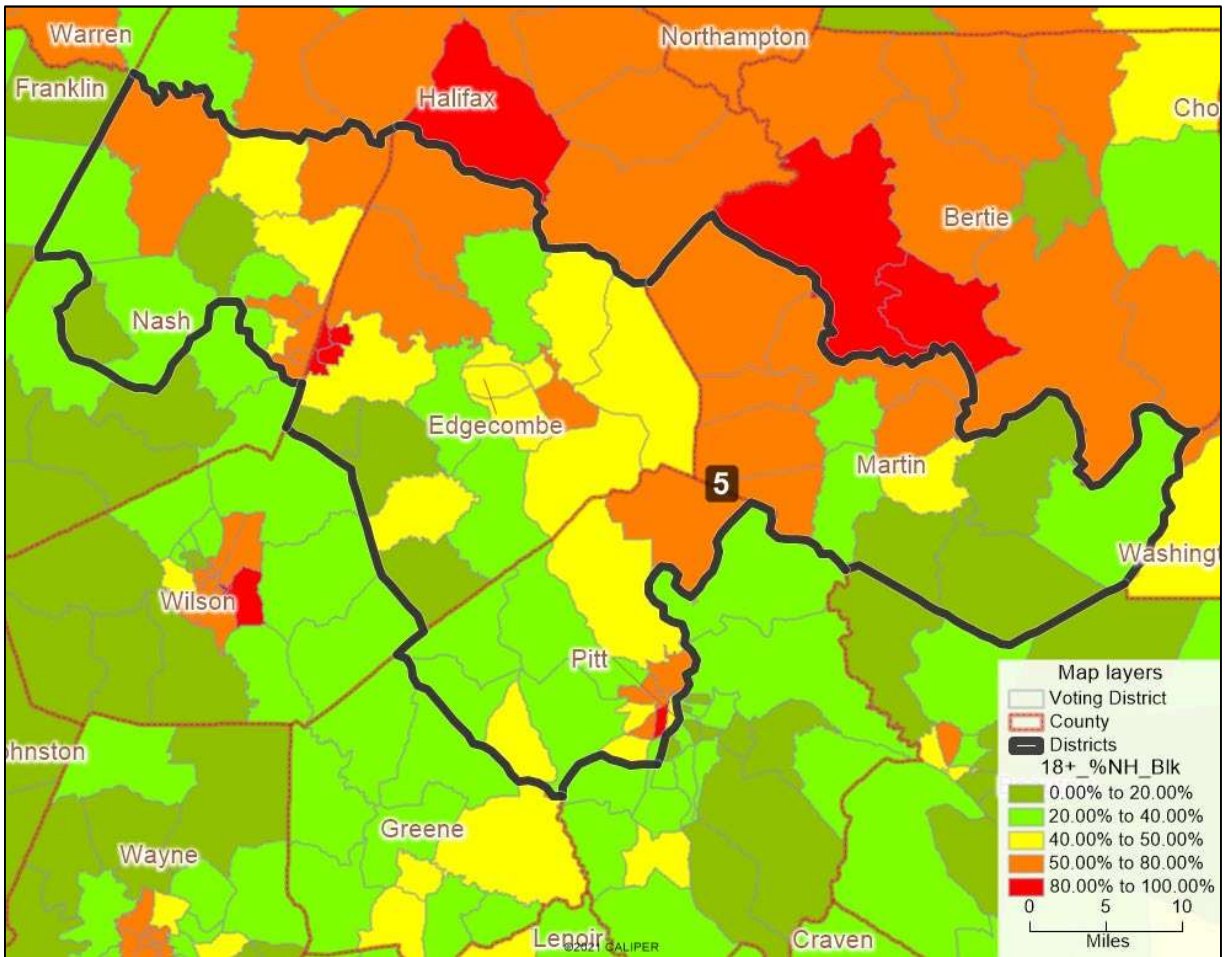 Warren
Northampton
Franklin
Halifax
Cho
Bertie
Nash
Edgecombe
Martin
5
Washingt
Wilson
Pitt
ohnston
Greene
Wayne
Lenoir
Craven
©2021 CALIPER
Map layers
Voting District
County
Districts
18+_%NH_Blk
0.00% to 20.00%
20.00% to 40.00%
40.00% to 50.00%
50.00% to 80.00%
80.00% to 100.00%
0 5 10
Miles